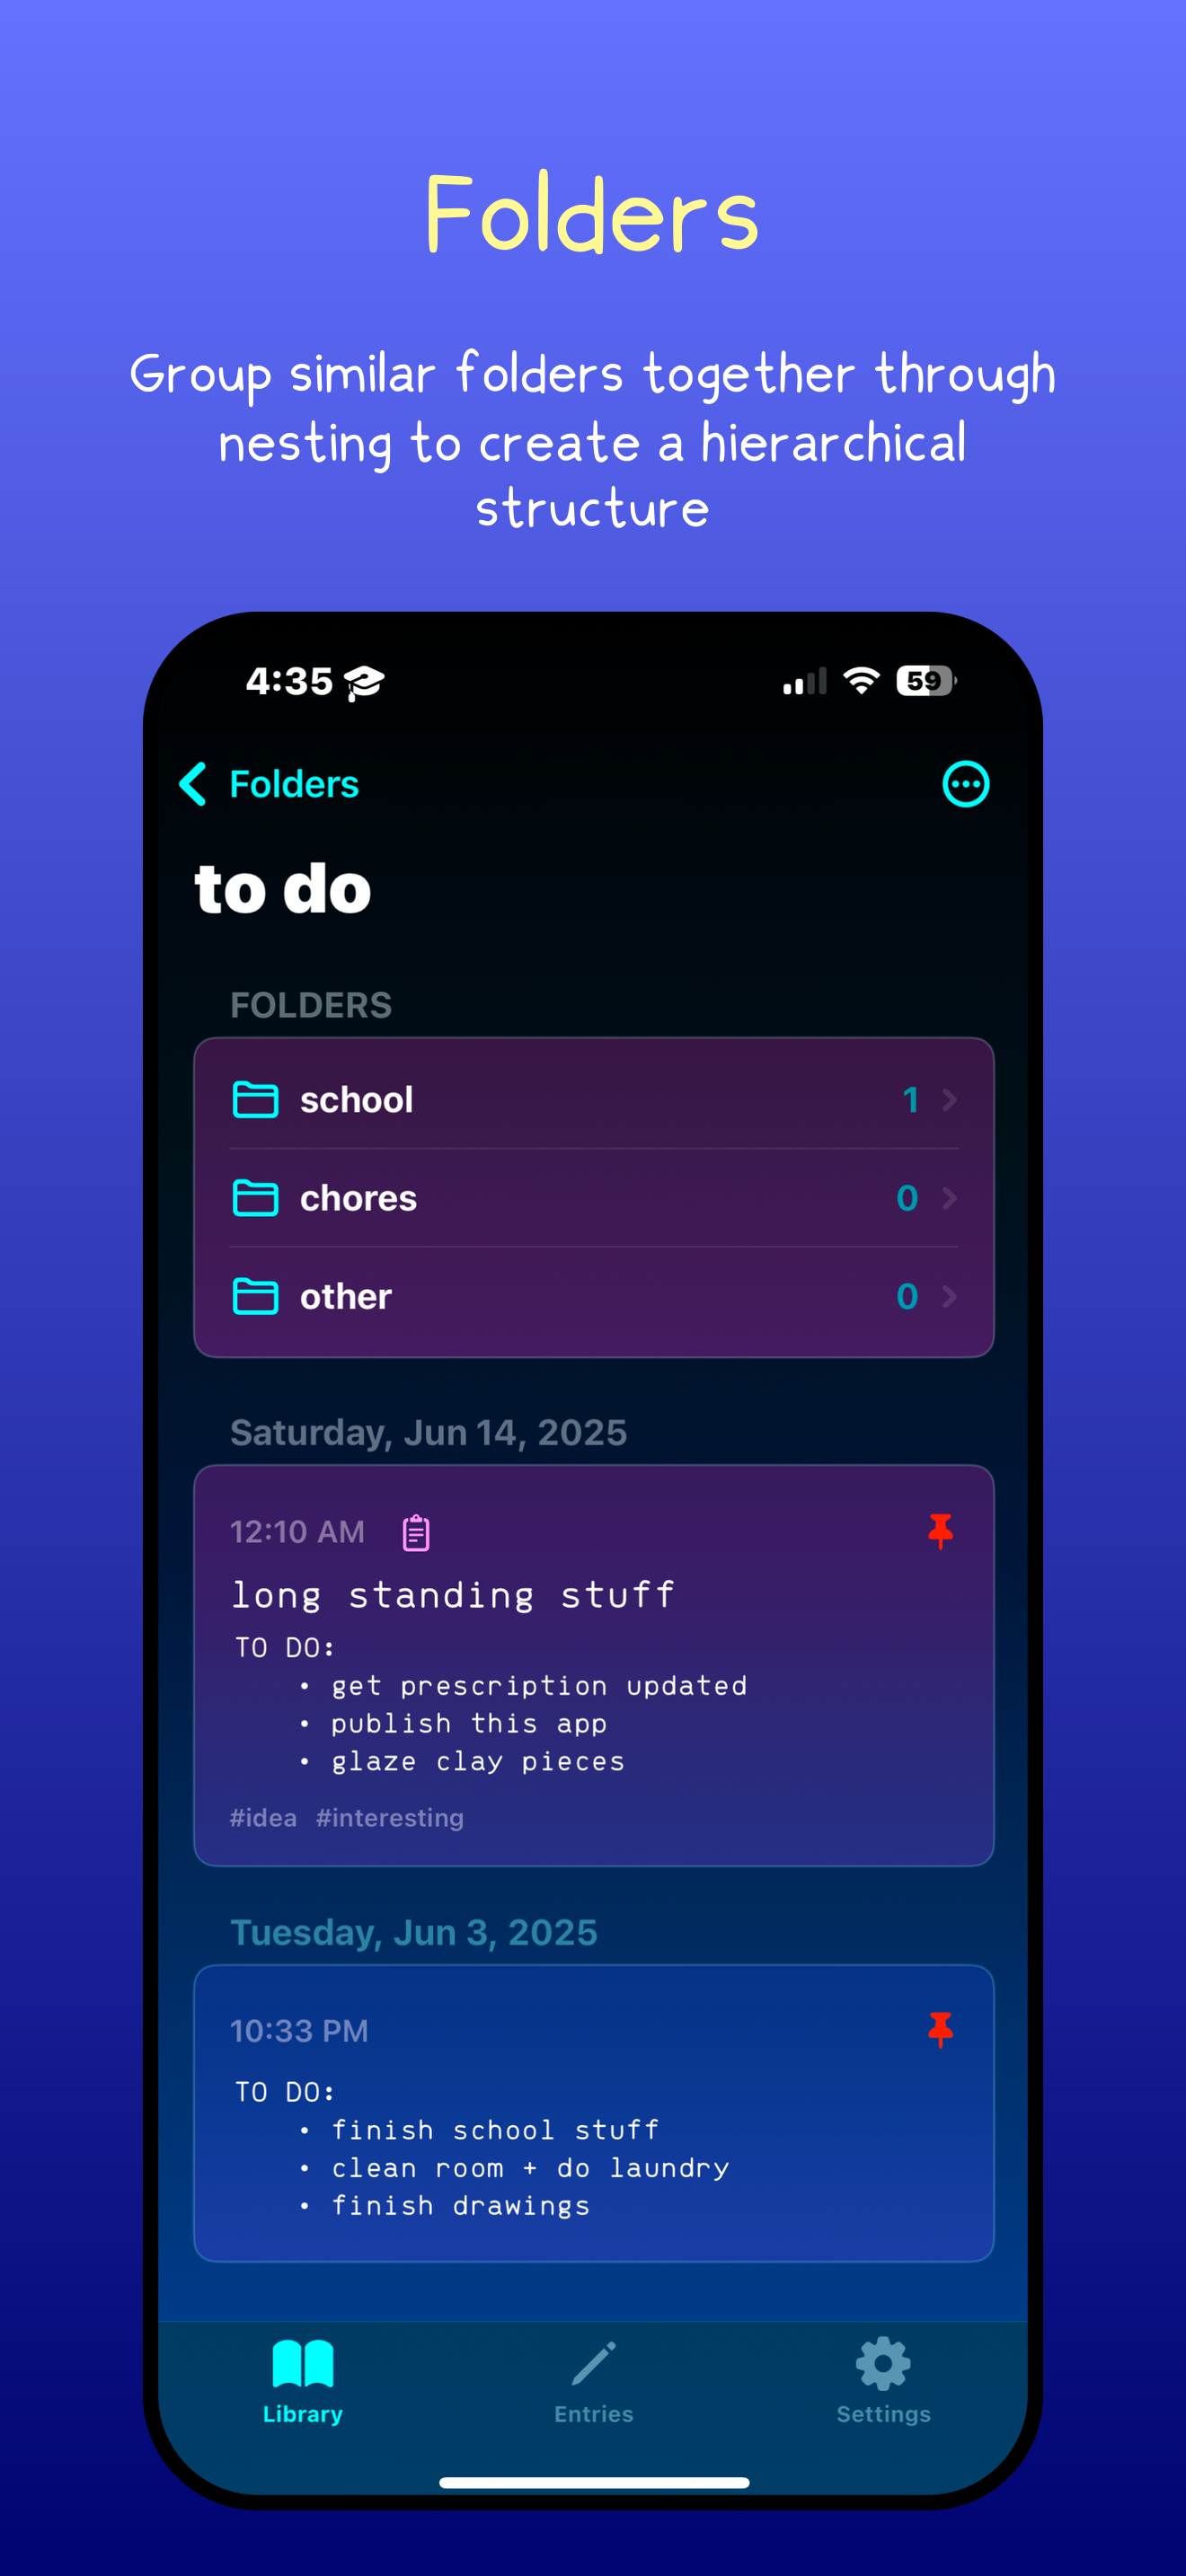 Folders
Group similar folders together through
nesting to create a hierarchical
structure
4:35
59
Folders
to do
FOLDERS
school 1
chores 0
other 0
Saturday, Jun 14, 2025
12:10 AM
long standing stuff
TO DO:
• get prescription updated
• publish this app
• glaze clay pieces
#idea #interesting
Tuesday, Jun 3, 2025
10:33 PM
TO DO:
• finish school stuff
• clean room + do laundry
• finish drawings
Library Entries Settings